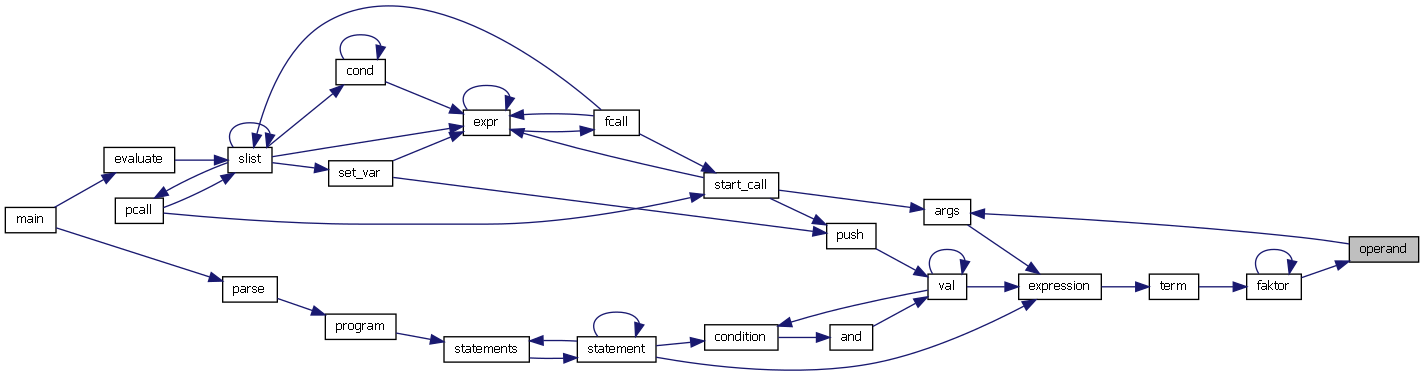 main
evaluate
pcall
parse
slist
program
cond
set_var
statements
expr
fcall
statement
start_call
condition
push
and
args
val
expression
term
faktor
operand